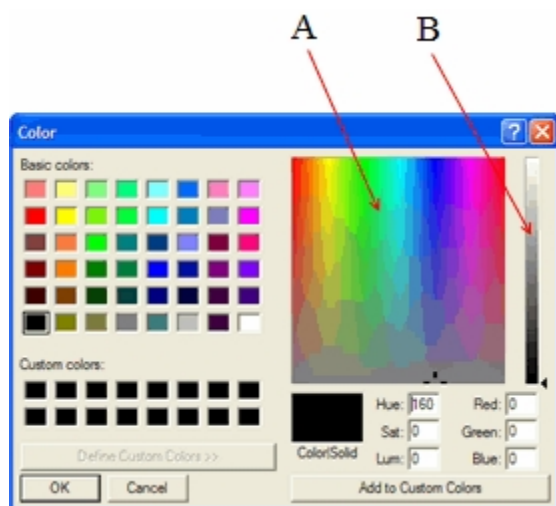 A B
Color
Basic colors:
Custom colors:
Define Custom Colors >>
OK Cancel
Color|Solid
Hue: 160 Red: 0
Sat: 0 Green: 0
Lum: 0 Blue: 0
Add to Custom Colors